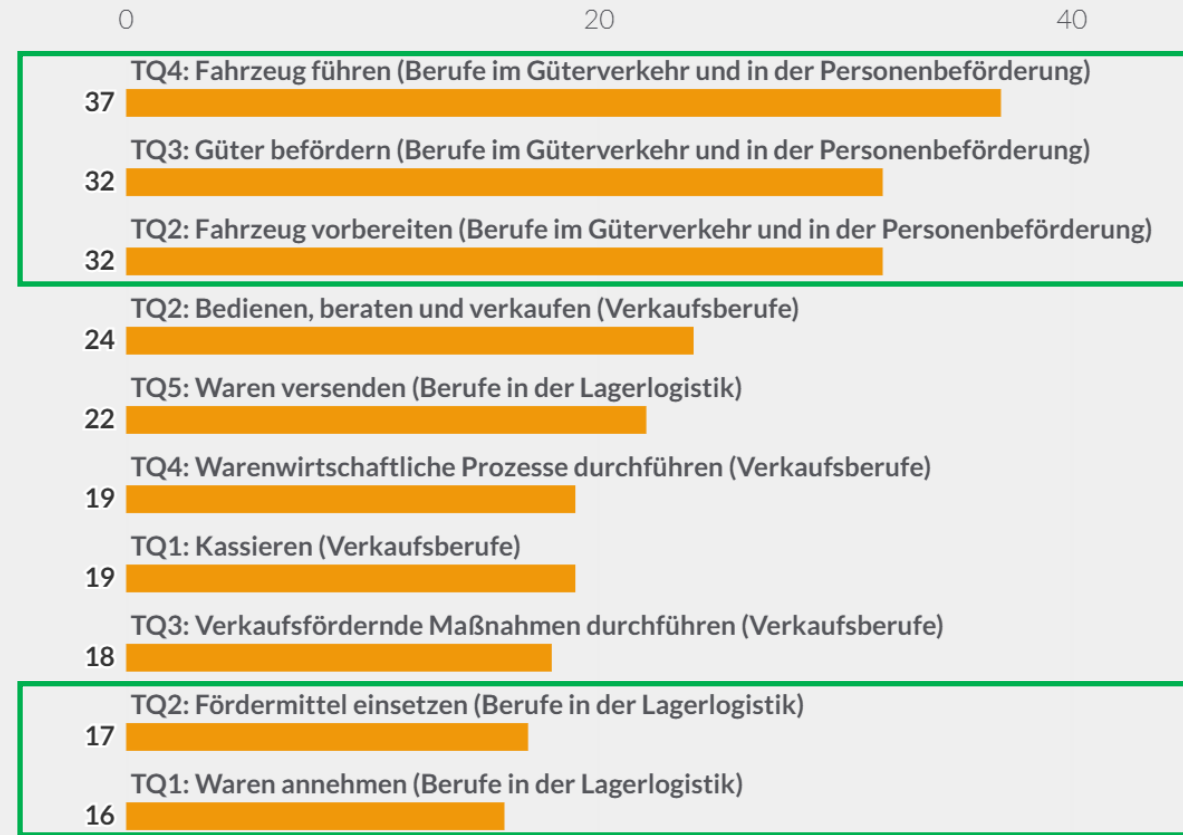 0 20 40
TQ4: Fahrzeug führen (Berufe im Güterverkehr und in der Personenbeförderung)
37
TQ3: Güter befördern (Berufe im Güterverkehr und in der Personenbeförderung)
32
TQ2: Fahrzeug vorbereiten (Berufe im Güterverkehr und in der Personenbeförderung)
32
TQ2: Bedienen, beraten und verkaufen (Verkaufsberufe)
24
TQ5: Waren versenden (Berufe in der Lagerlogistik)
22
TQ4: Warenwirtschaftliche Prozesse durchführen (Verkaufsberufe)
19
TQ1: Kassieren (Verkaufsberufe)
19
TQ3: Verkaufsfördernde Maßnahmen durchführen (Verkaufsberufe)
18
TQ2: Fördermittel einsetzen (Berufe in der Lagerlogistik)
17
TQ1: Waren annehmen (Berufe in der Lagerlogistik)
16